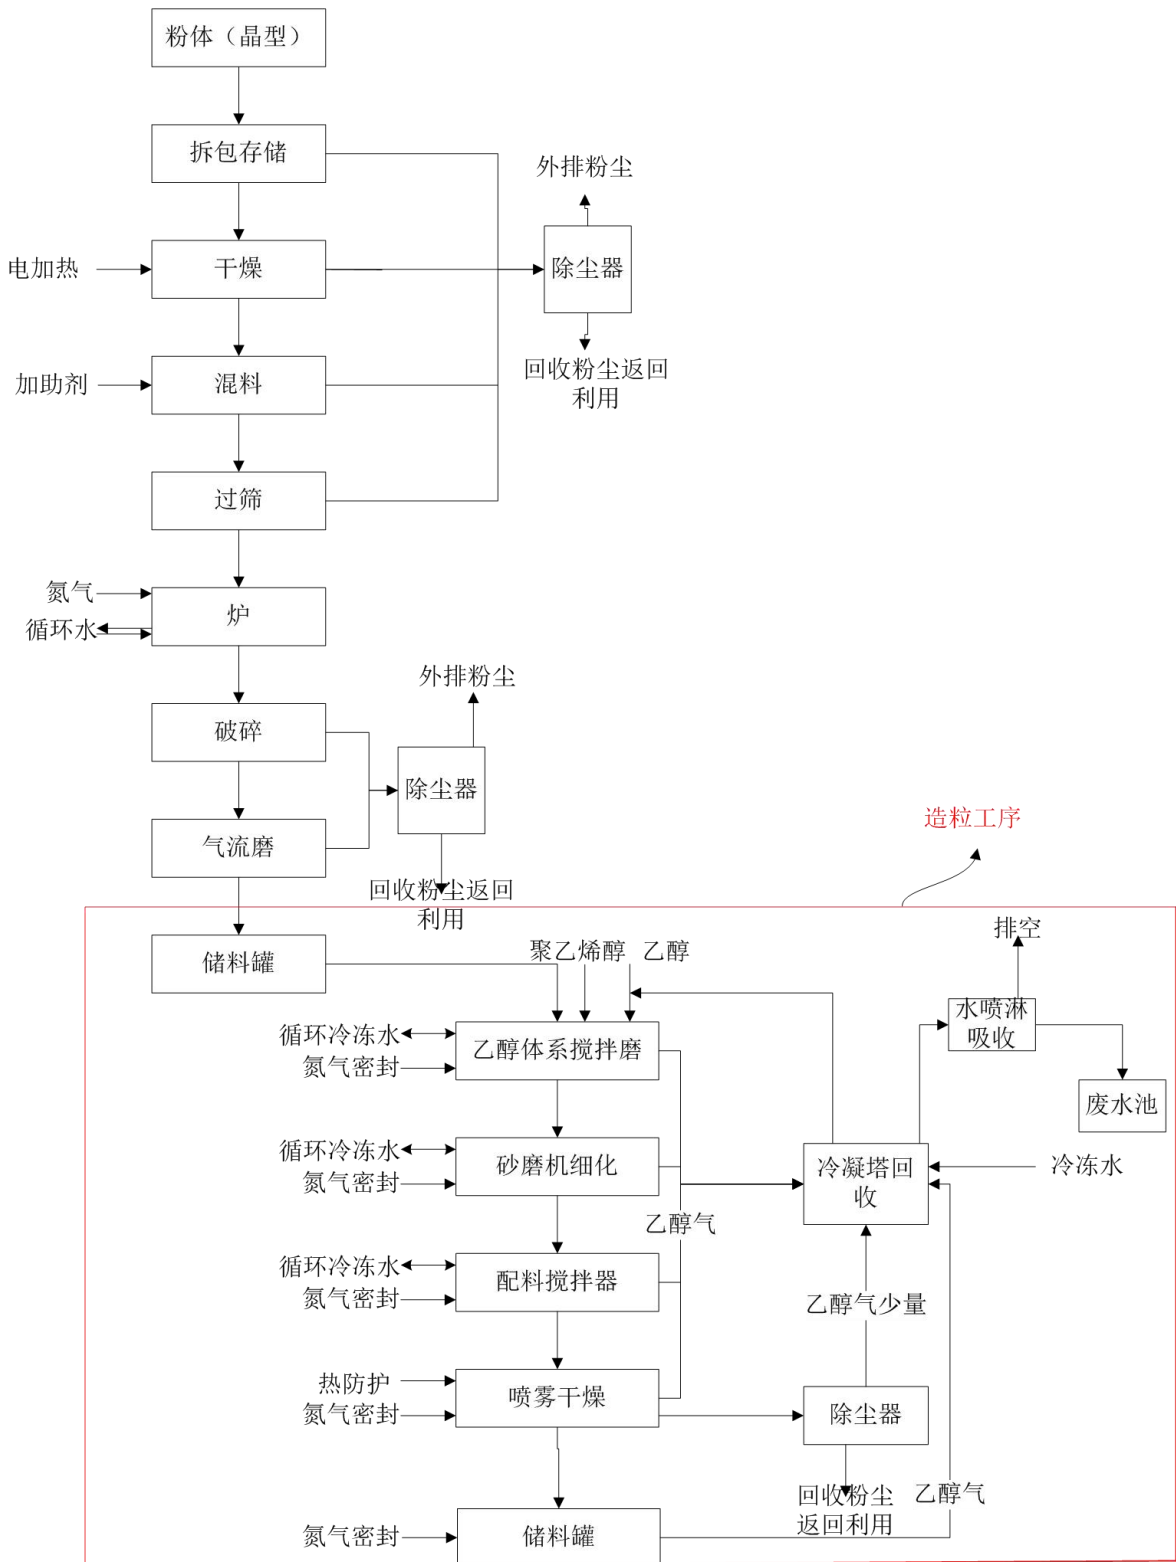 粉体（晶型）
拆包存储
外排粉尘
电加热
干燥
除尘器
回收粉尘返回
利用
加助剂
混料
过筛
氮气
炉
循环水
外排粉尘
破碎
除尘器
气流磨
回收粉尘返回
利用
造粒工序
储料罐
聚乙烯醇
乙醇
排空
水喷淋
吸收
循环冷冻水
氮气密封
乙醇体系搅拌磨
废水池
循环冷冻水
氮气密封
砂磨机细化
冷凝塔回
收
冷冻水
乙醇气
循环冷冻水
氮气密封
配料搅拌器
乙醇气少量
热防护
氮气密封
喷雾干燥
除尘器
回收粉尘
返回利用
乙醇气
氮气密封
储料罐